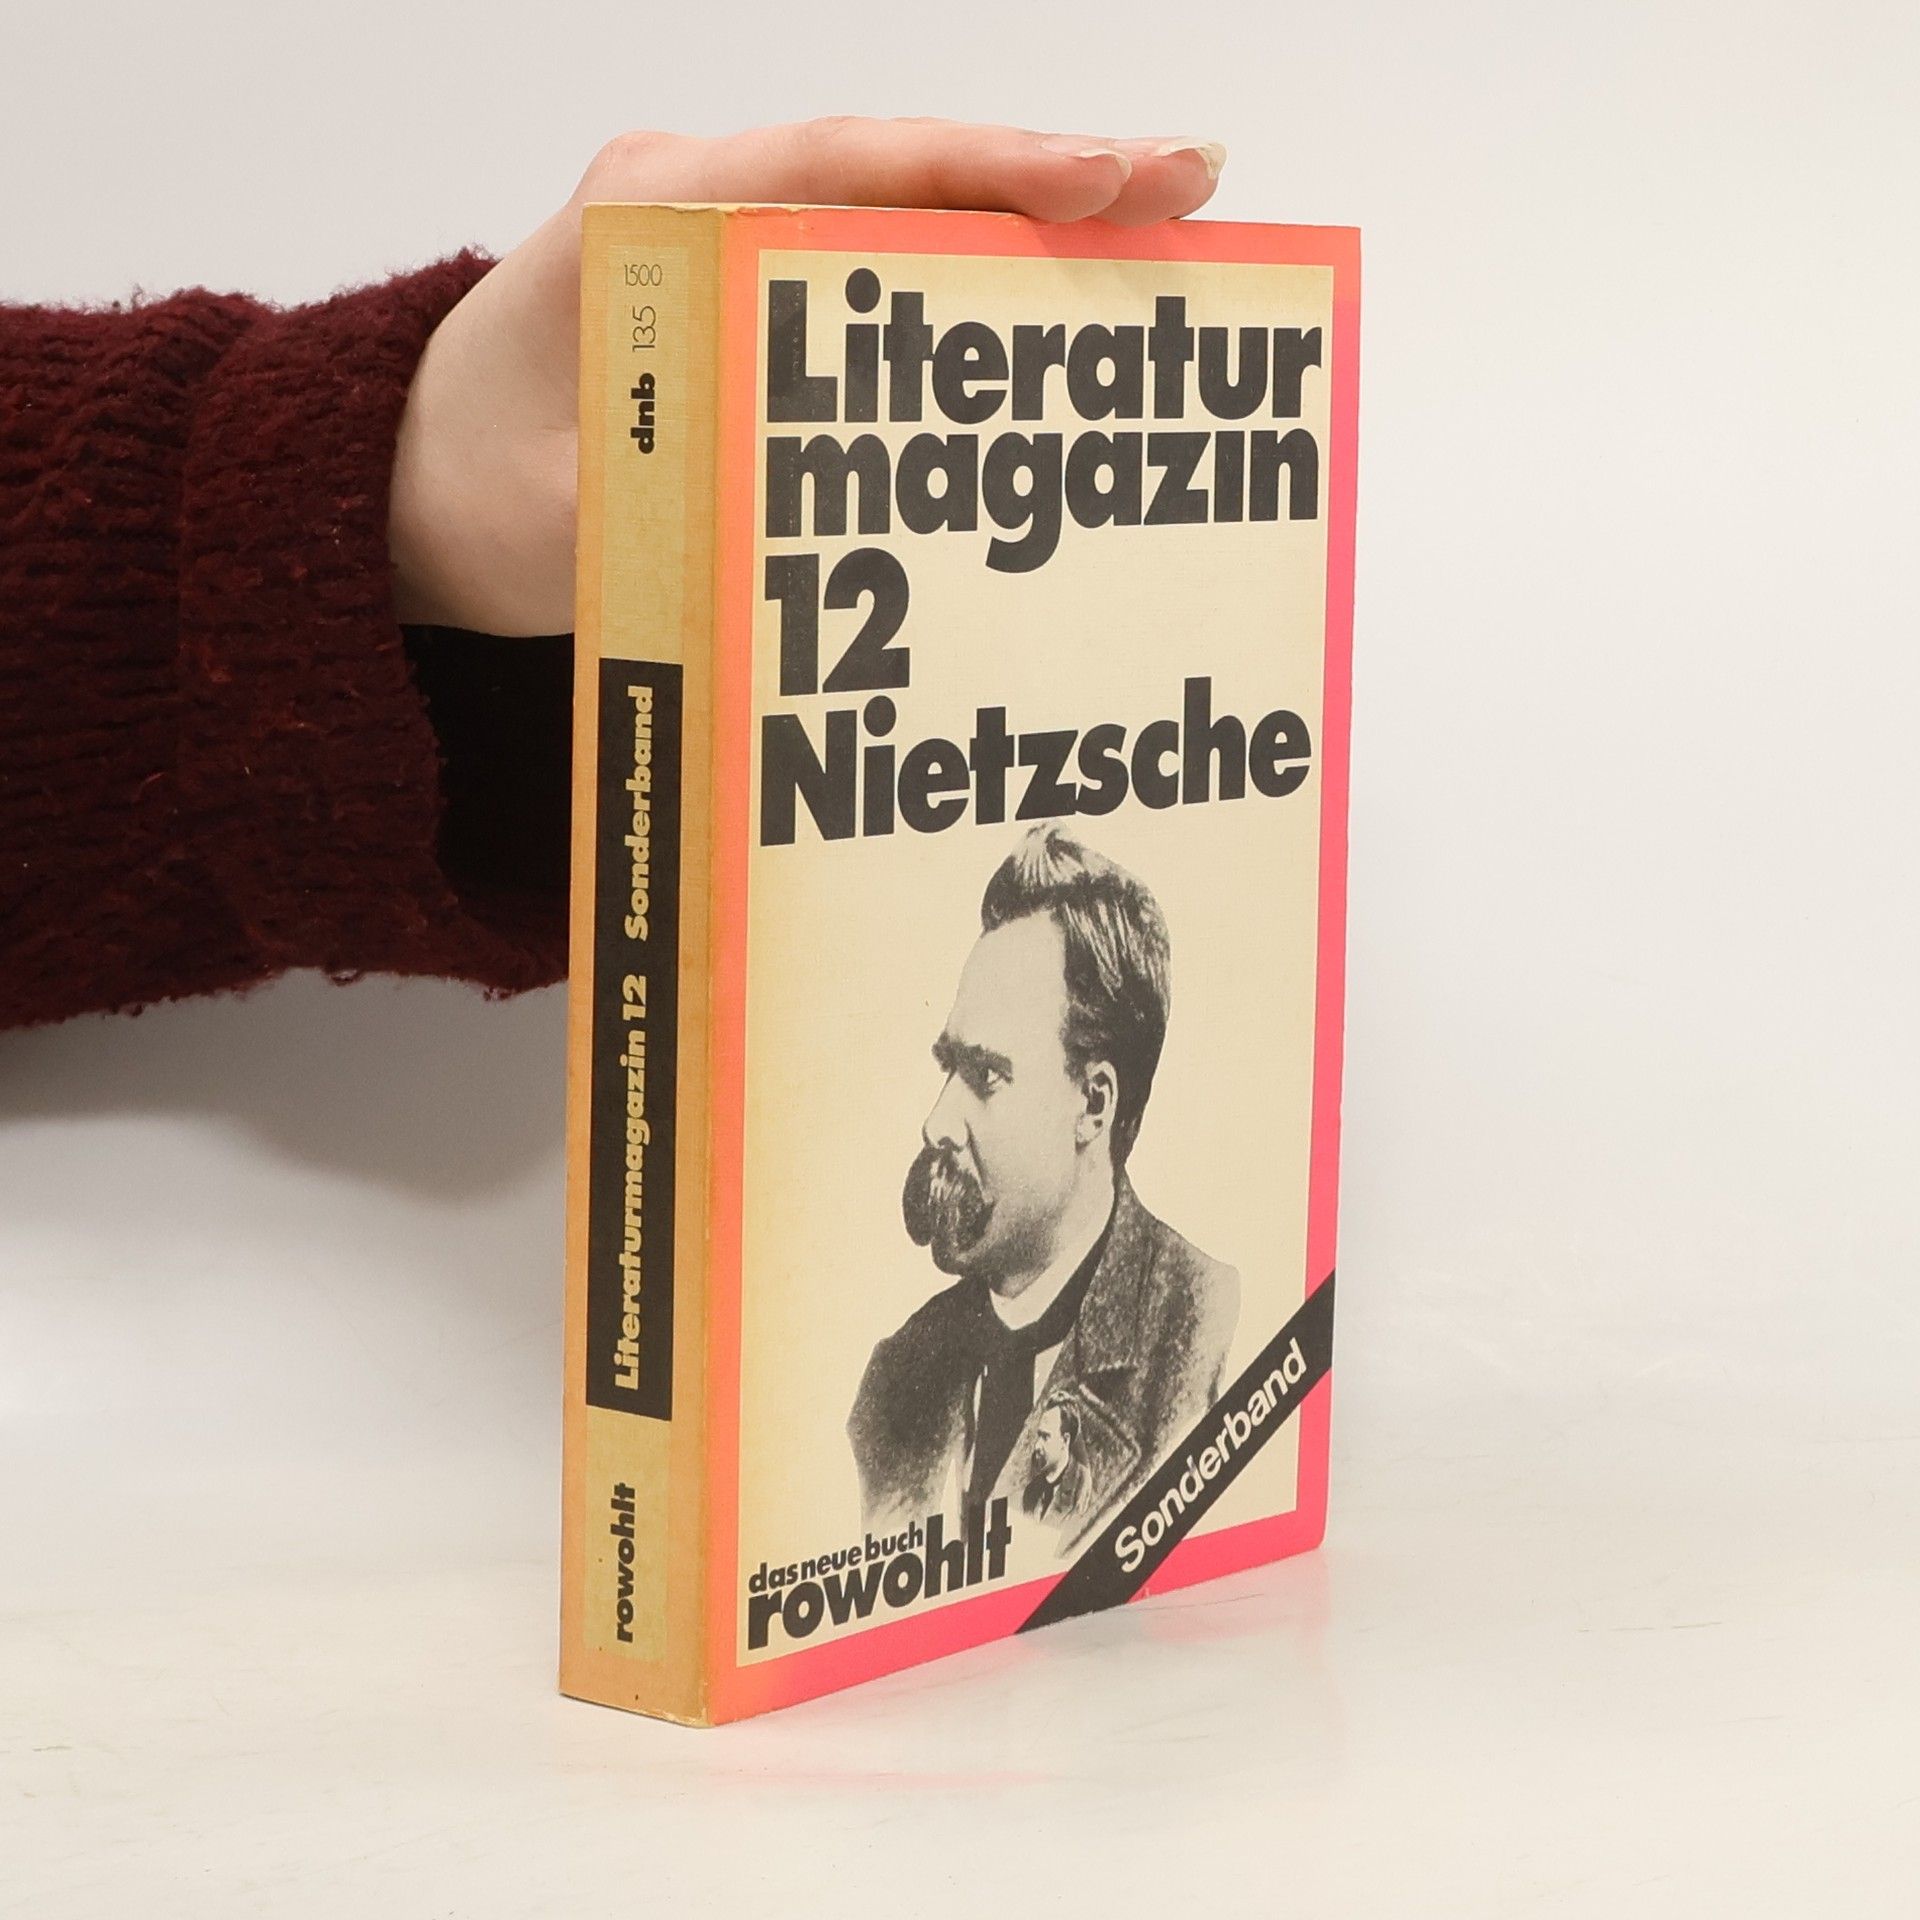 1500
dnb 135
Literaturmagazin 12 Sonderband
rowohlt
Literatur
magazin
12
Nietzsche
Sonderband
das neue buch
rowohlt